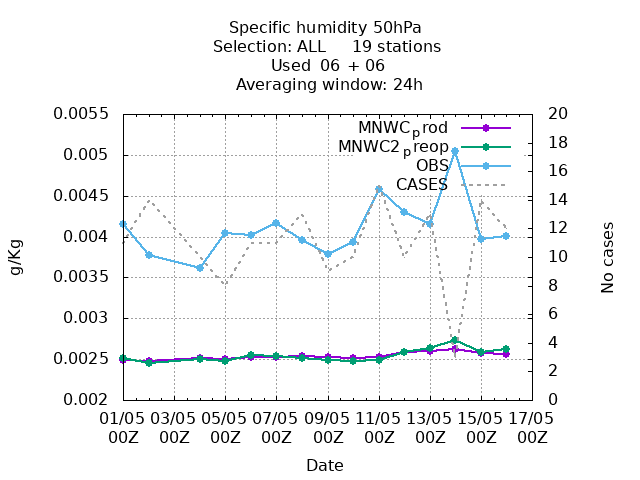 Specific humidity 50hPa
Selection: ALL     19 stations
Used  06 + 06
Averaging window: 24h
0.0055
0.005
0.0045
0.004
0.0035
0.003
0.0025
0.002
g/Kg
20
18
16
14
12
10
8
6
4
2
0
No cases
MNWCprod
MNWC2preop
OBS
CASES
01/05 03/05 05/05 07/05 09/05 11/05 13/05 15/05 17/05
00Z 00Z 00Z 00Z 00Z 00Z 00Z 00Z 00Z
Date